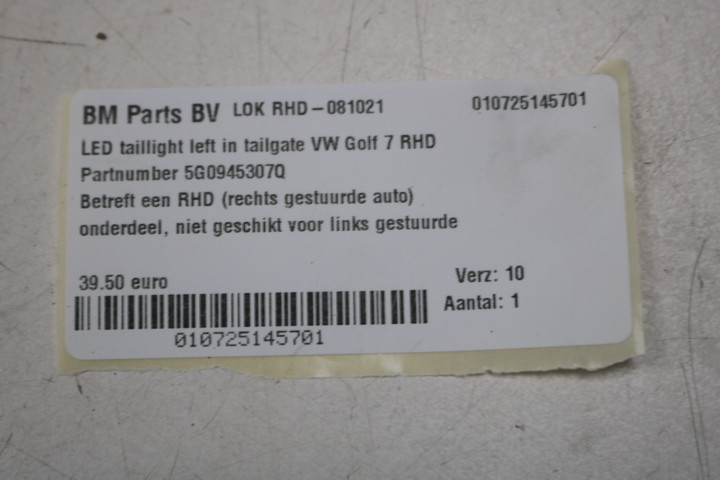 BM Parts BV LOK RHD-081021 010725145701
LED taillight left in tailgate VW Golf 7 RHD
Partnumber 5G0945307Q
Betreft een RHD (rechts gestuurde auto)
onderdeel, niet geschikt voor links gestuurde
39.50 euro Verz: 10
Aantal: 1
010725145701